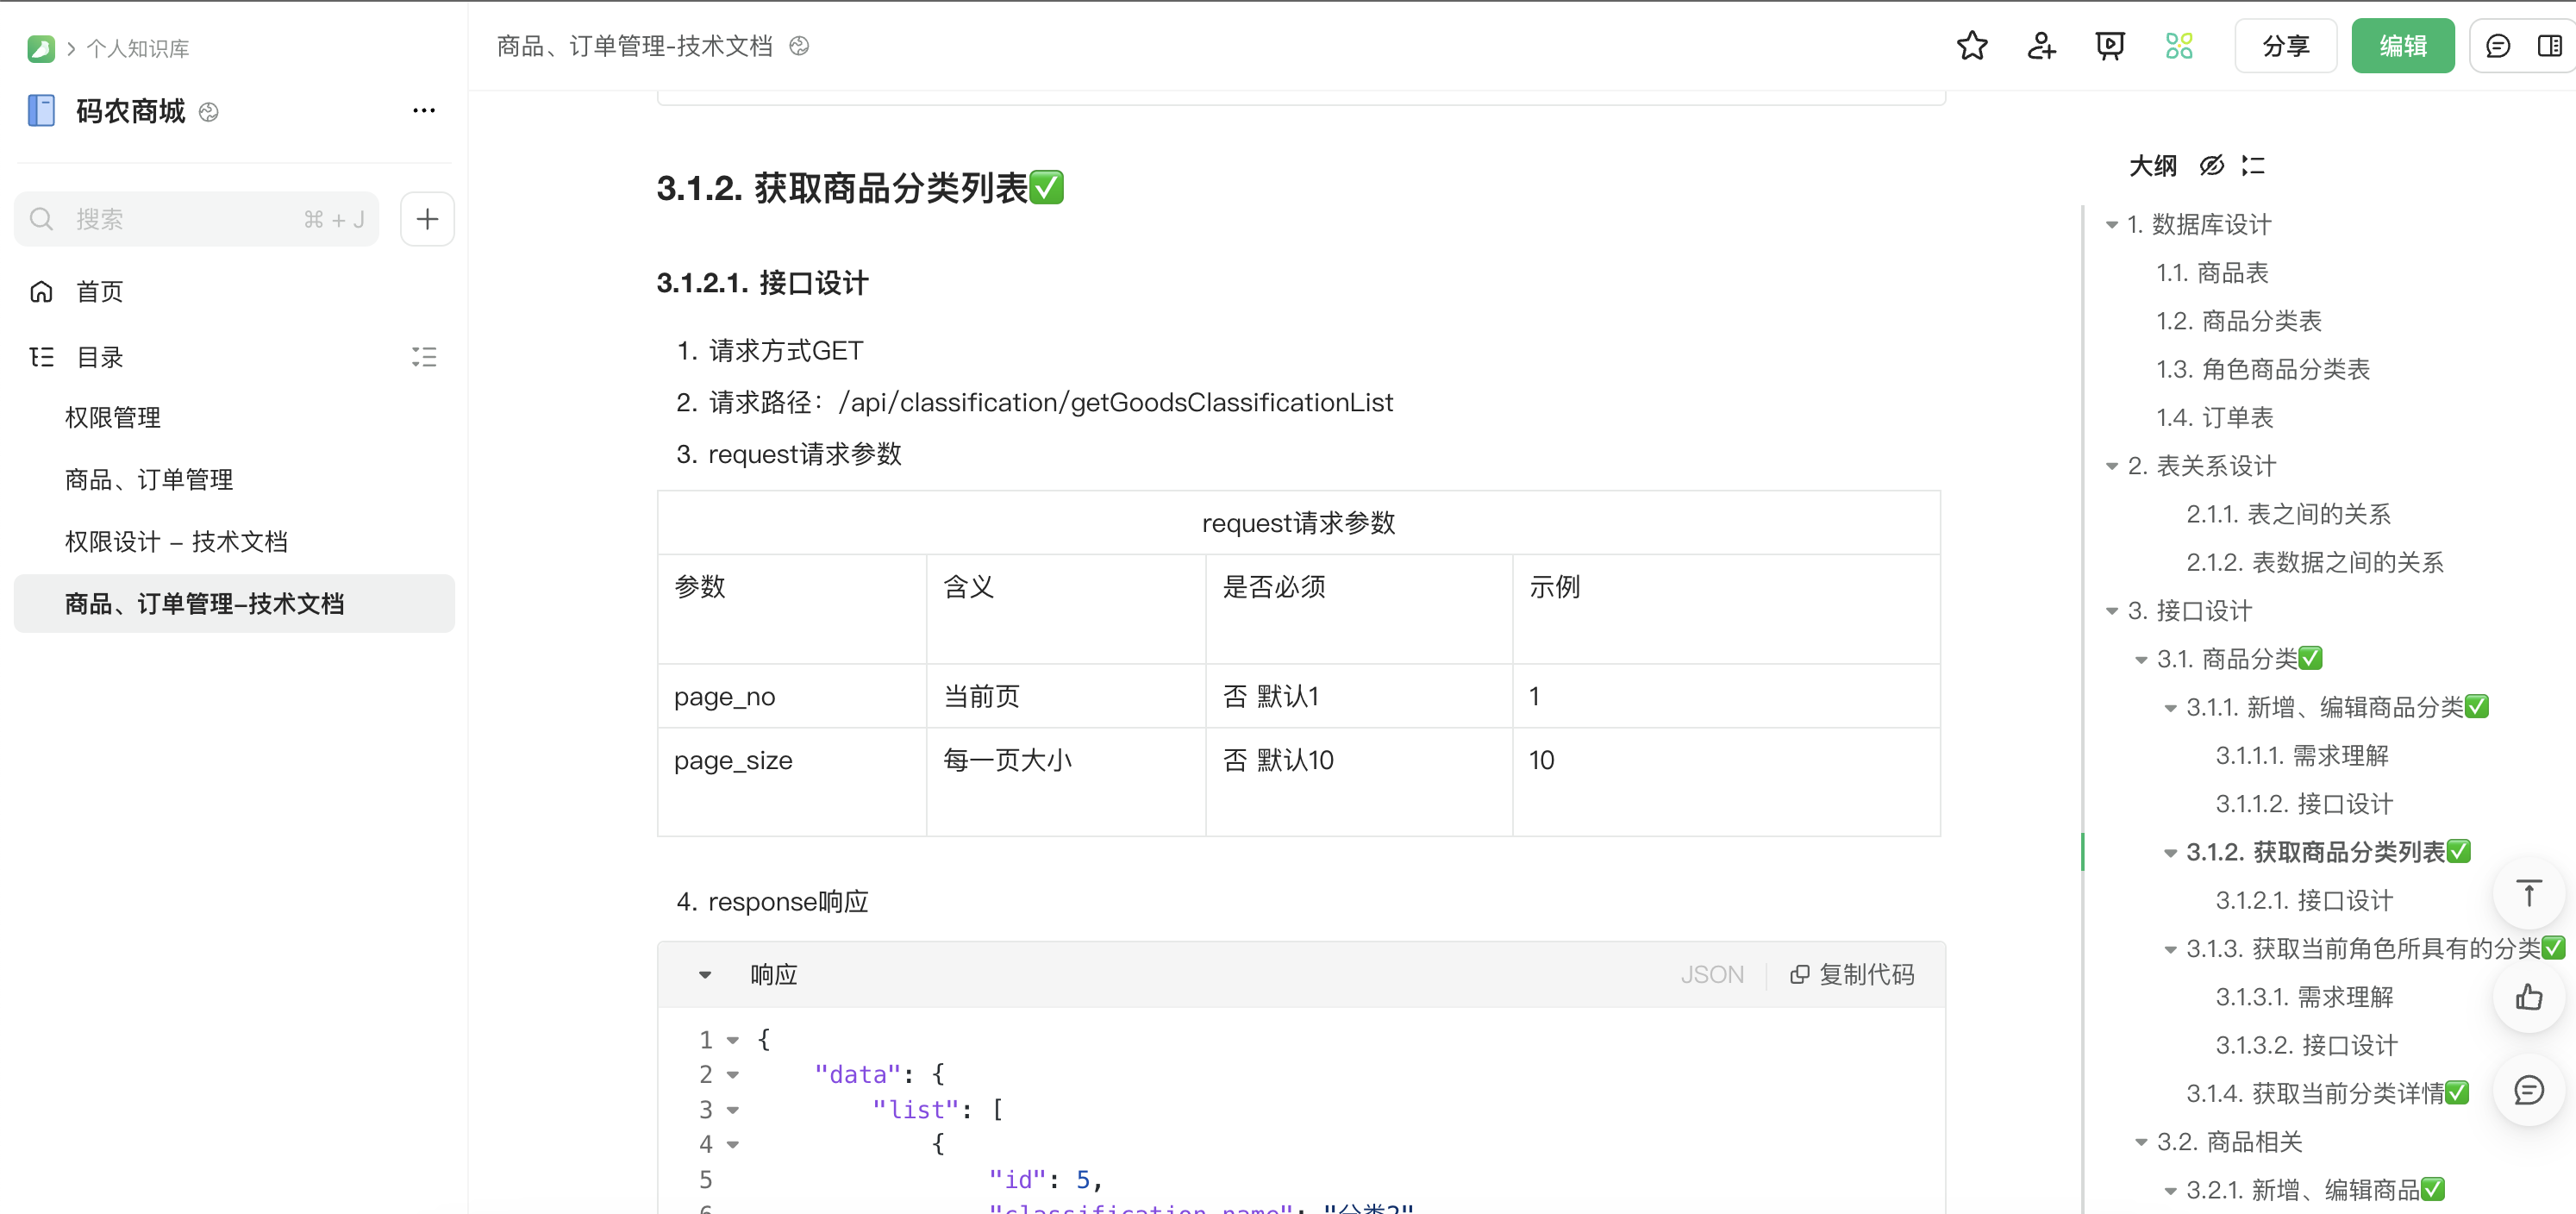 个人知识库
码农商城
搜索
⌘ + J
首页
目录
权限管理
商品、订单管理
权限设计 – 技术文档
商品、订单管理–技术文档
商品、订单管理-技术文档
分享
编辑
3.1.2. 获取商品分类列表✅
3.1.2.1. 接口设计
1. 请求方式GET
2. 请求路径：/api/classification/getGoodsClassificationList
3. request请求参数
request请求参数
参数 含义 是否必须 示例
page_no 当前页 否 默认1 1
page_size 每一页大小 否 默认10 10
4. response响应
响应
JSON
复制代码
1 {
2 "data": {
3 "list": [
4 {
5 "id": 5,
6 "classification_name": "分类2"
大纲
1. 数据库设计
1.1. 商品表
1.2. 商品分类表
1.3. 角色商品分类表
1.4. 订单表
2. 表关系设计
2.1.1. 表之间的关系
2.1.2. 表数据之间的关系
3. 接口设计
3.1. 商品分类✅
3.1.1. 新增、编辑商品分类✅
3.1.1.1. 需求理解
3.1.1.2. 接口设计
3.1.2. 获取商品分类列表✅
3.1.2.1. 接口设计
3.1.3. 获取当前角色所具有的分类✅
3.1.3.1. 需求理解
3.1.3.2. 接口设计
3.1.4. 获取当前分类详情✅
3.2. 商品相关
3.2.1. 新增、编辑商品✅